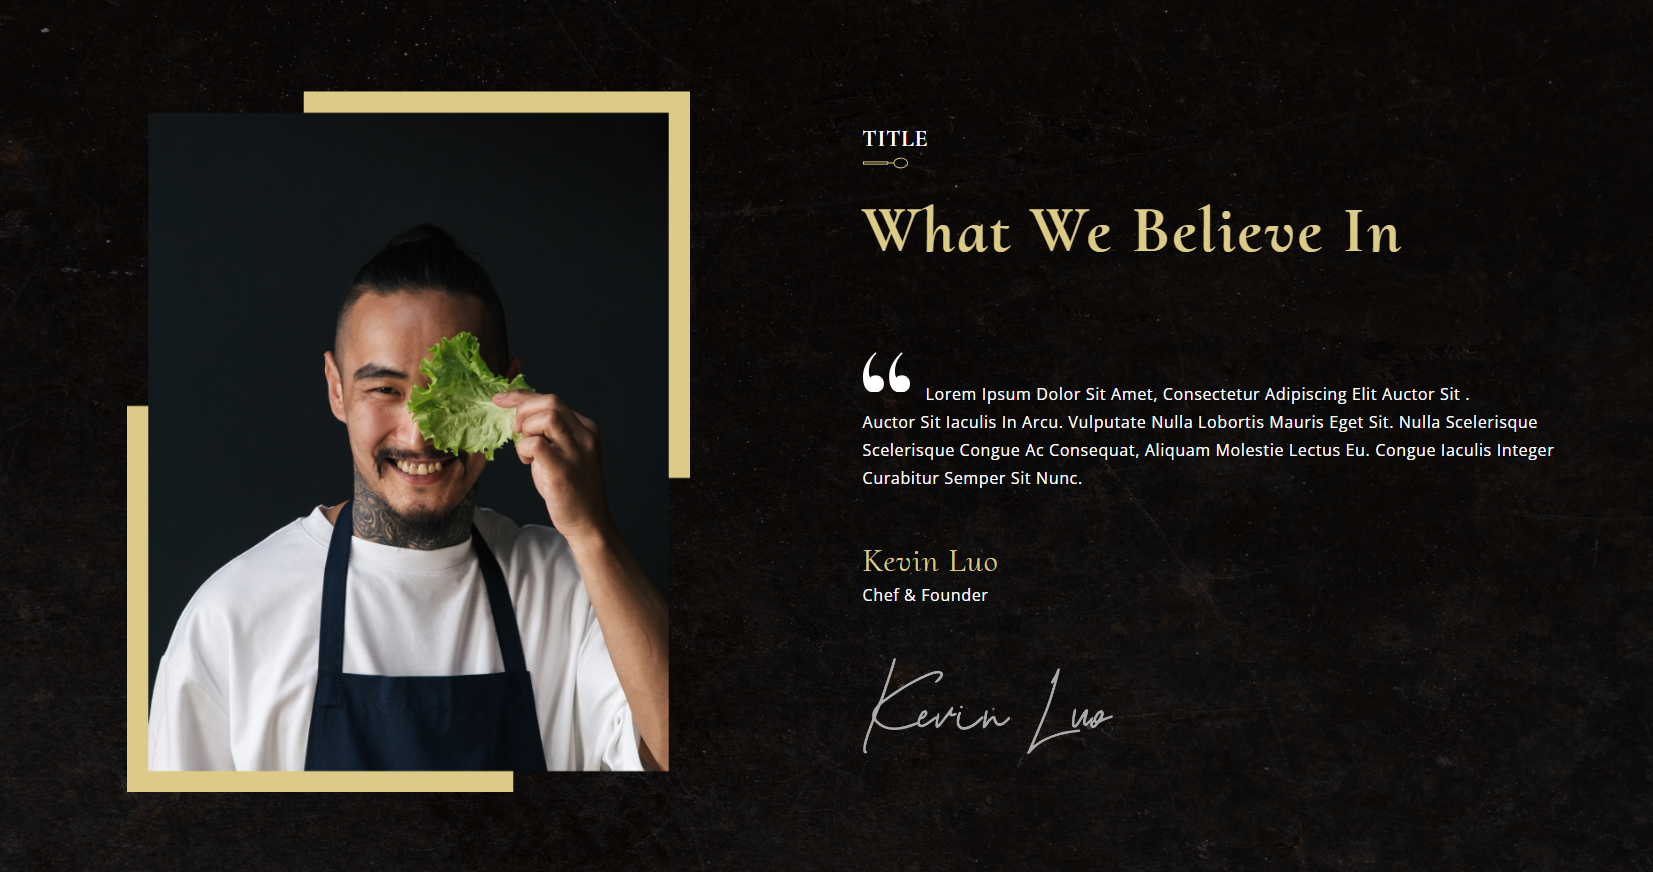 TITLE
What We Believe In
Lorem Ipsum Dolor Sit Amet, Consectetur Adipiscing Elit Auctor Sit .
Auctor Sit Iaculis In Arcu. Vulputate Nulla Lobortis Mauris Eget Sit. Nulla Scelerisque
Scelerisque Congue Ac Consequat, Aliquam Molestie Lectus Eu. Congue Iaculis Integer
Curabitur Semper Sit Nunc.
Kevin Luo
Chef & Founder
Kevin Luo